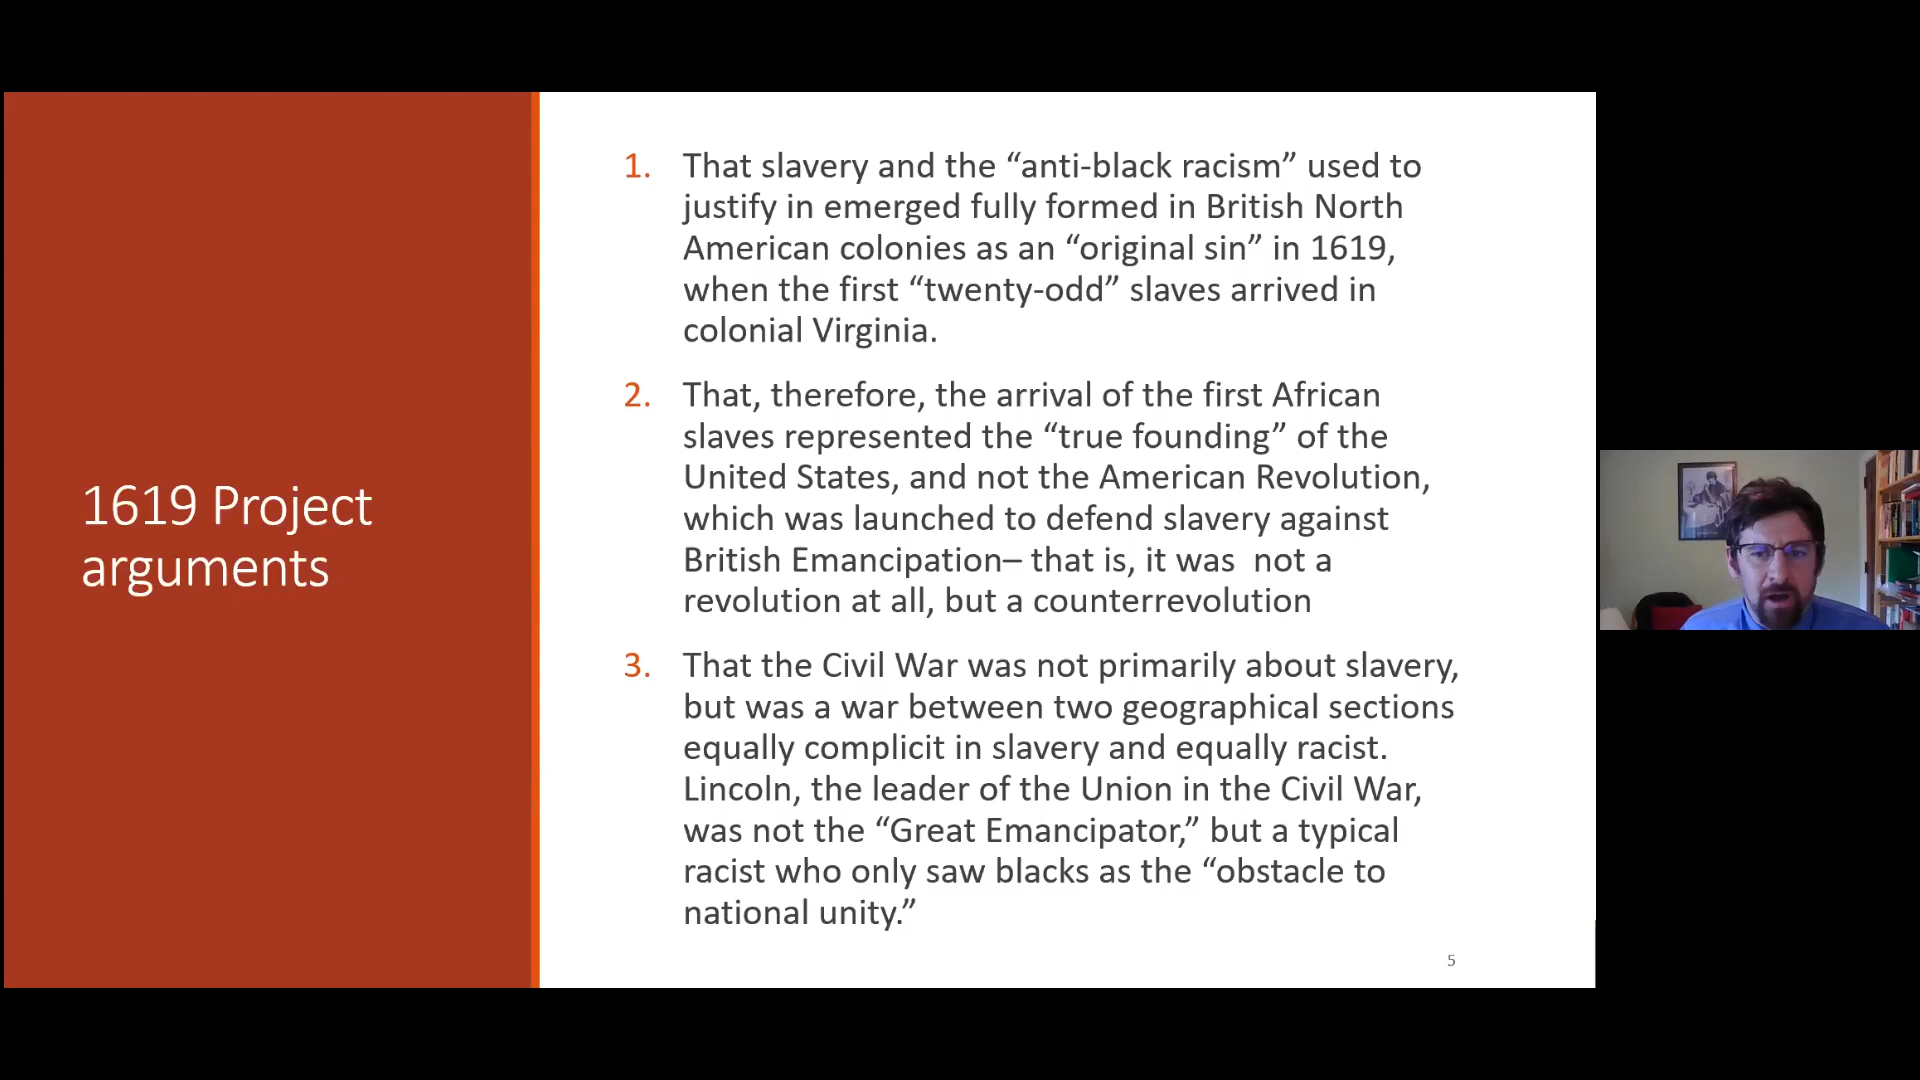 1619 Project
arguments
1. That slavery and the “anti-black racism” used to
justify in emerged fully formed in British North
American colonies as an “original sin” in 1619,
when the first “twenty-odd” slaves arrived in
colonial Virginia.
2. That, therefore, the arrival of the first African
slaves represented the “true founding” of the
United States, and not the American Revolution,
which was launched to defend slavery against
British Emancipation– that is, it was  not a
revolution at all, but a counterrevolution
3. That the Civil War was not primarily about slavery,
but was a war between two geographical sections
equally complicit in slavery and equally racist.
Lincoln, the leader of the Union in the Civil War,
was not the “Great Emancipator,” but a typical
racist who only saw blacks as the “obstacle to
national unity.”
5